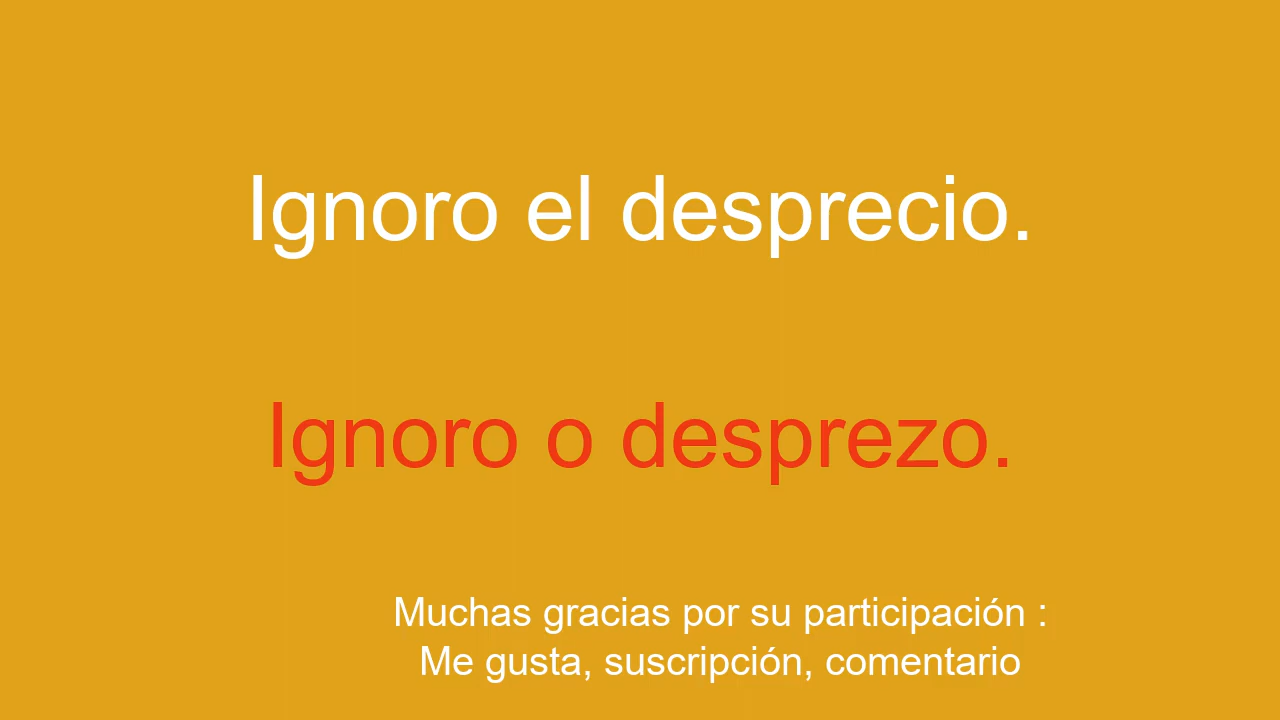 Ignoro el desprecio.
Ignoro o desprezo.
Muchas gracias por su participación :
Me gusta, suscripción, comentario